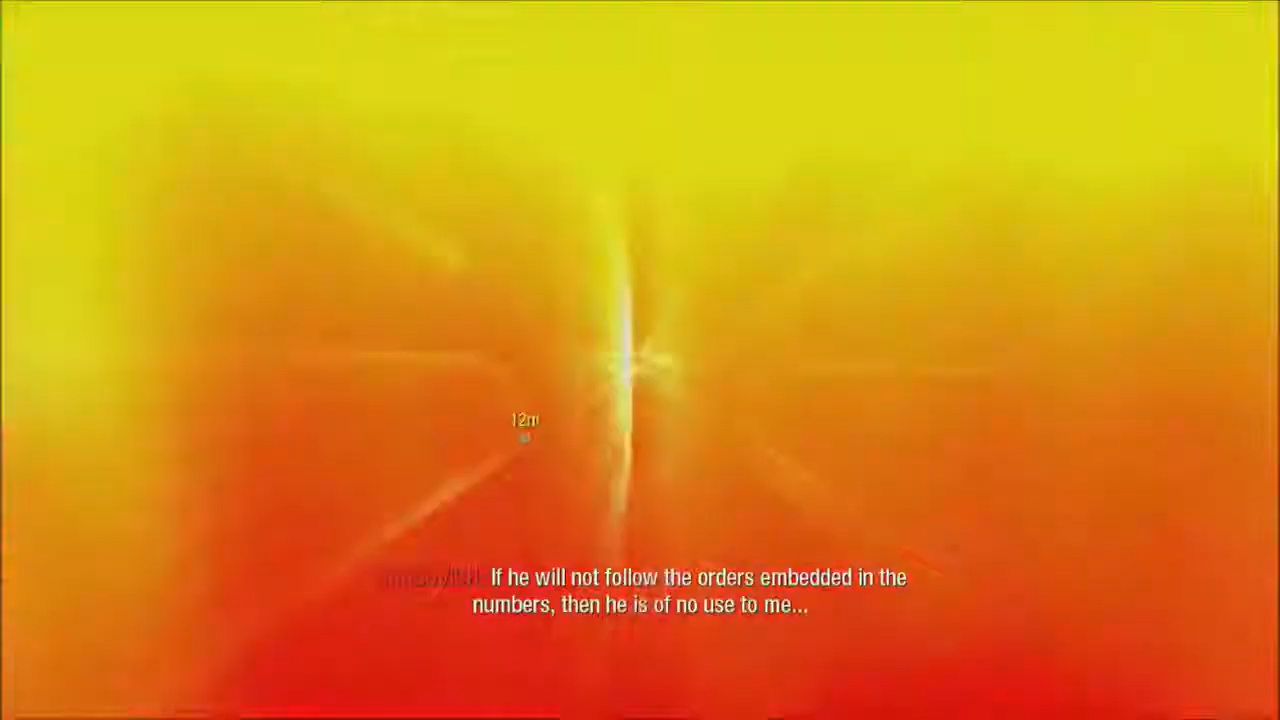 12m
If he will not follow the orders embedded in the
numbers, then he is of no use to me...